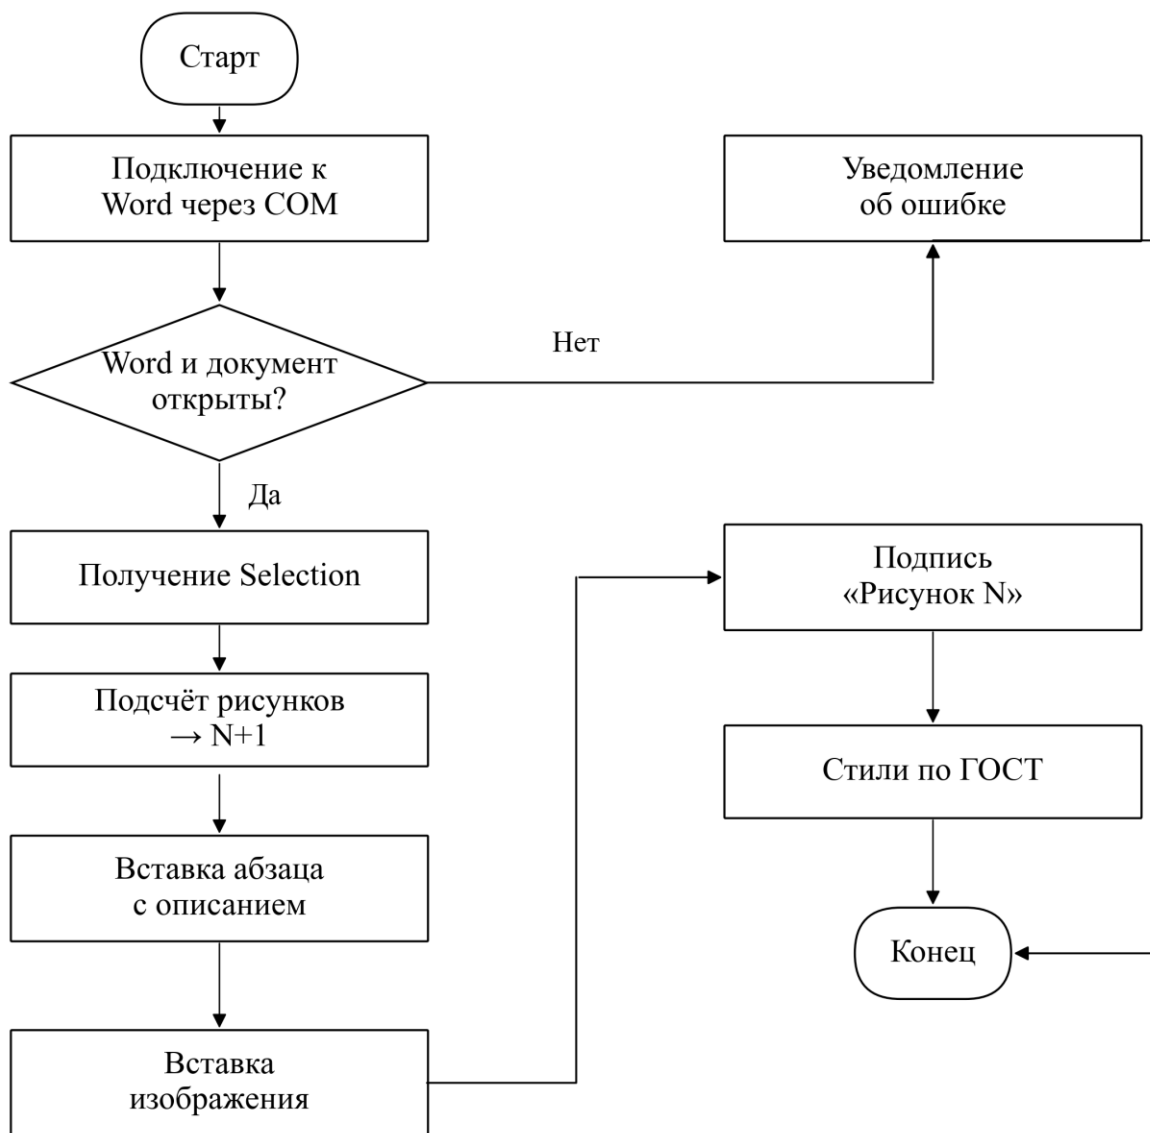 Старт
Подключение к
Word через COM
Уведомление
об ошибке
Word и документ
открыты?
Нет
Да
Получение Selection
Подсчёт рисунков
→ N+1
Вставка абзаца
с описанием
Вставка
изображения
Подпись
«Рисунок N»
Стили по ГОСТ
Конец